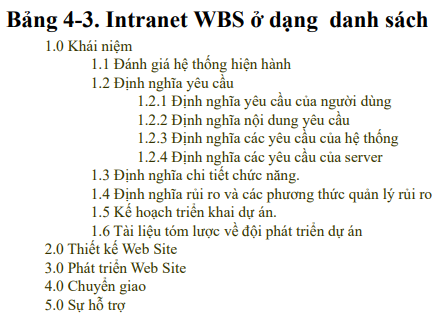 Bảng 4-3. Intranet WBS ở dạng danh sách
1.0 Khái niệm
1.1 Đánh giá hệ thống hiện hành
1.2 Định nghĩa yêu cầu
1.2.1 Định nghĩa yêu cầu của người dùng
1.2.2 Định nghĩa nội dung yêu cầu
1.2.3 Định nghĩa các yêu cầu của hệ thống
1.2.4 Định nghĩa các yêu cầu của server
1.3 Định nghĩa chi tiết chức năng.
1.4 Định nghĩa rủi ro và các phương thức quản lý rủi ro
1.5 Kế hoạch triển khai dự án.
1.6 Tài liệu tóm lược về đội phát triển dự án
2.0 Thiết kế Web Site
3.0 Phát triển Web Site
4.0 Chuyển giao
5.0 Sự hỗ trợ